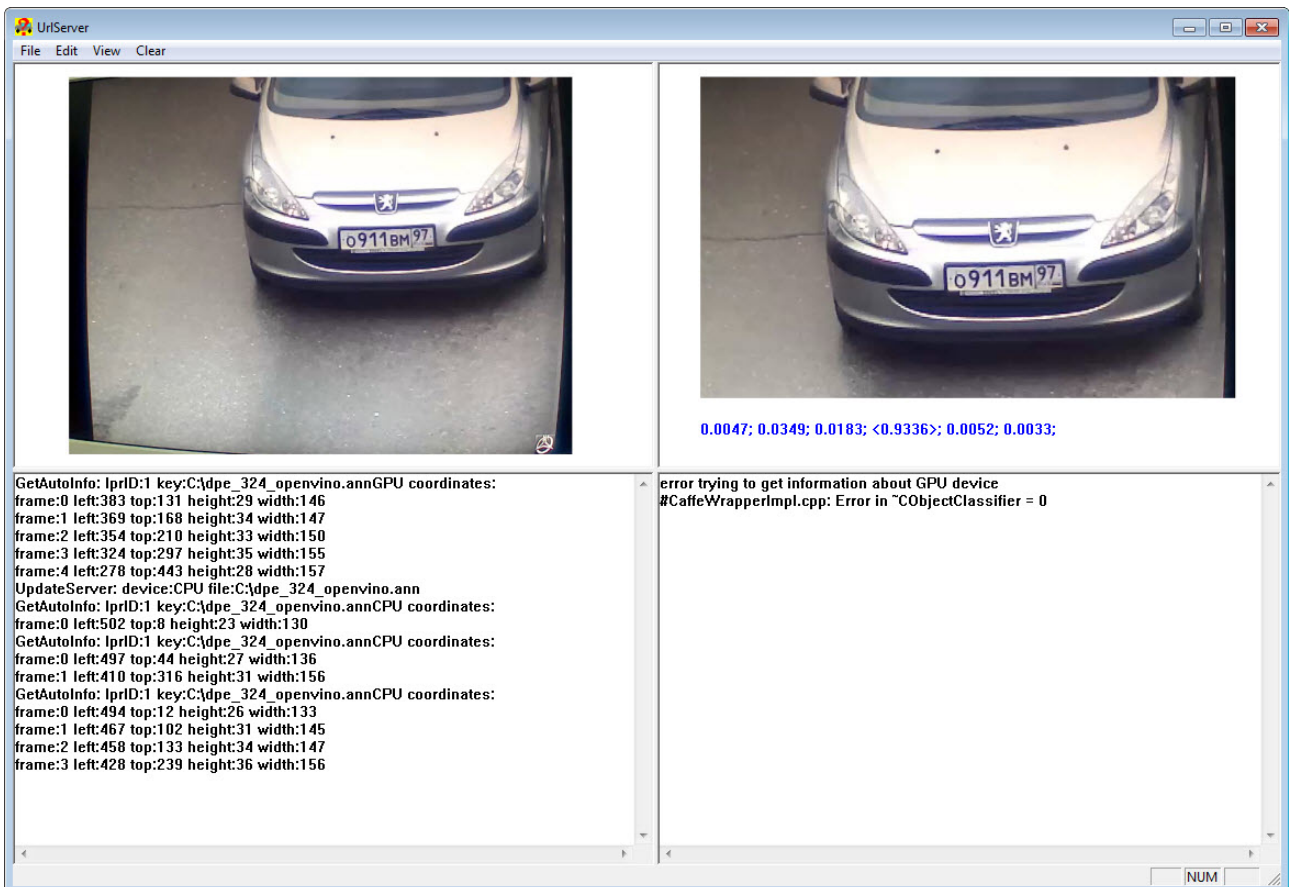 UrlServer
File Edit View Clear
О911ВМ 97
О911ВМ 97
0.0047; 0.0349; 0.0183; <0.9336>; 0.0052; 0.0033;
GetAutoInfo: lprID:1 key:C:\dpe_324_openvino.annGPU coordinates:
frame:0 left:383 top:131 height:29 width:146
frame:1 left:369 top:168 height:34 width:147
frame:2 left:354 top:210 height:33 width:150
frame:3 left:324 top:297 height:35 width:155
frame:4 left:278 top:443 height:28 width:157
UpdateServer: device:CPU file:C:\dpe_324_openvino.ann
GetAutoInfo: lprID:1 key:C:\dpe_324_openvino.annCPU coordinates:
frame:0 left:502 top:8 height:23 width:130
GetAutoInfo: lprID:1 key:C:\dpe_324_openvino.annCPU coordinates:
frame:0 left:497 top:44 height:27 width:136
frame:1 left:410 top:316 height:31 width:156
GetAutoInfo: lprID:1 key:C:\dpe_324_openvino.annCPU coordinates:
frame:0 left:494 top:12 height:26 width:133
frame:1 left:467 top:102 height:31 width:145
frame:2 left:458 top:133 height:34 width:147
frame:3 left:428 top:239 height:36 width:156
error trying to get information about GPU device
#CaffeWrapperImpl.cpp: Error in ~CObjectClassifier = 0
NUM